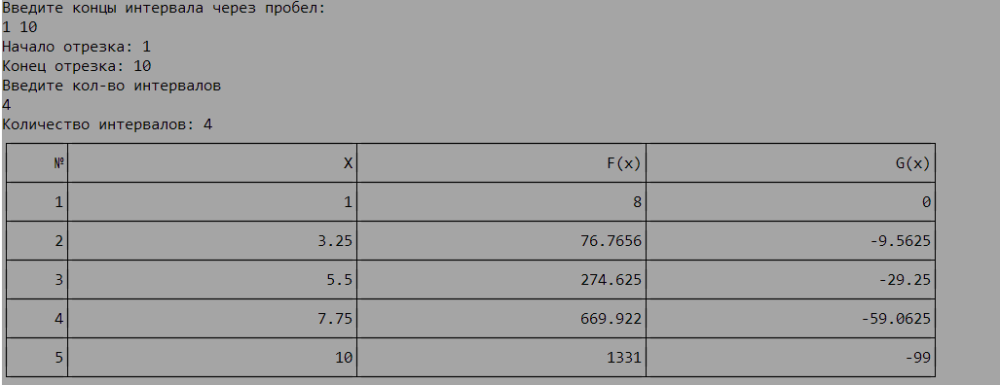 Введите концы интервала через пробел:
1 10
Начало отрезка: 1
Конец отрезка: 10
Введите кол-во интервалов
4
Количество интервалов: 4
№ X F(x) G(x)
1 1 8 0
2 3.25 76.7656 -9.5625
3 5.5 274.625 -29.25
4 7.75 669.922 -59.0625
5 10 1331 -99